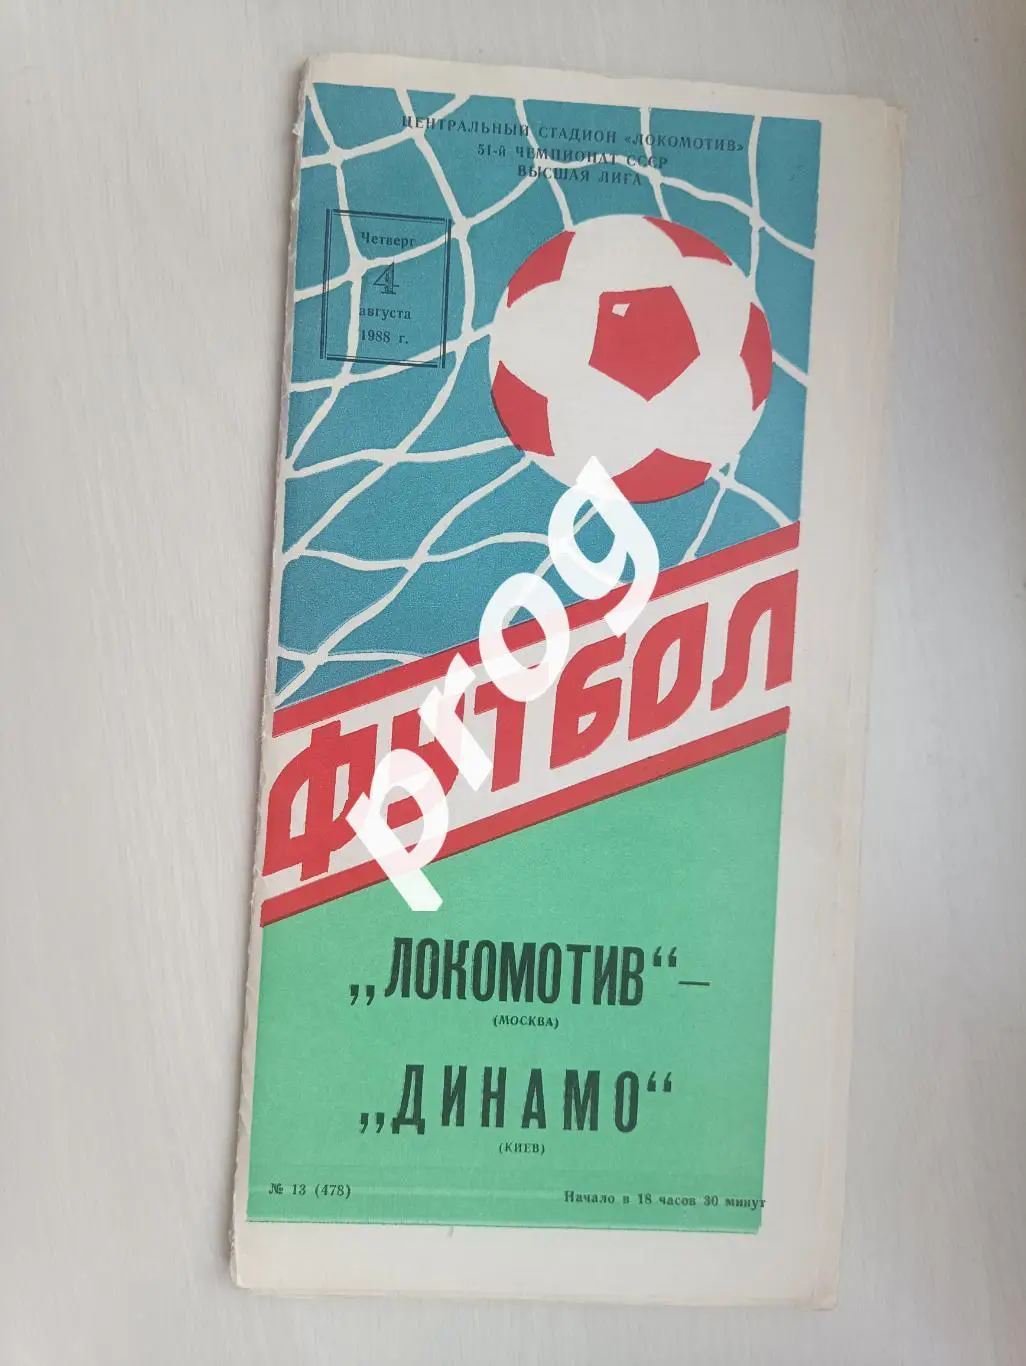 ЦЕНТРАЛЬНЫЙ СТАДИОН «ЛОКОМОТИВ»
51-й ЧЕМПИОНАТ СССР
ВЫСШАЯ ЛИГА
Четверг
4
августа
1988 г.
ФУТБОЛ
prog
„ЛОКОМОТИВ“ —
(МОСКВА)
„ДИНАМО“
(КИЕВ)
№ 13 (478)
Начало в 18 часов 30 минут